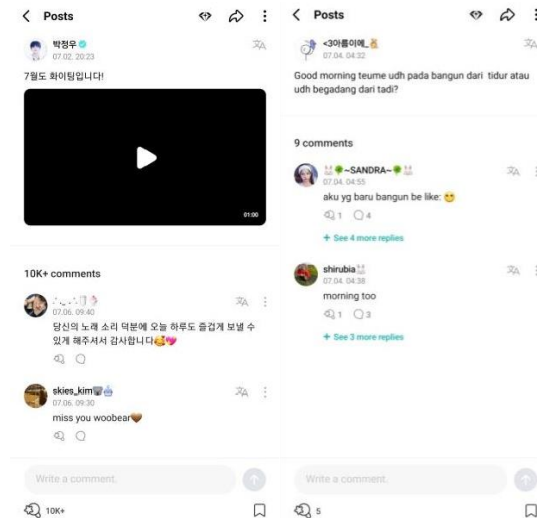 Posts
박정우
07.02. 20:23
7월도 화이팅입니다!
01:00
10K+ comments
07.06. 09:40
당신의 노래 소리 덕분에 오늘 하루도 즐겁게 보낼 수
있게 해주셔서 감사합니다🥰💖
skies_kim
07.06. 09:30
miss you woobear🤎
Write a comment.
10K+
Posts
<3아름이에_✌
07.04. 04:32
Good morning teume udh pada bangun dari tidur atau
udh begadang dari tadi?
9 comments
🐰🌳~SANDRA~🌳🐰
07.04. 04:55
aku yg baru bangun be like: 😁
1 4
+ See 4 more replies
shirubia
07.04. 04:38
morning too
1 3
+ See 3 more replies
Write a comment.
5